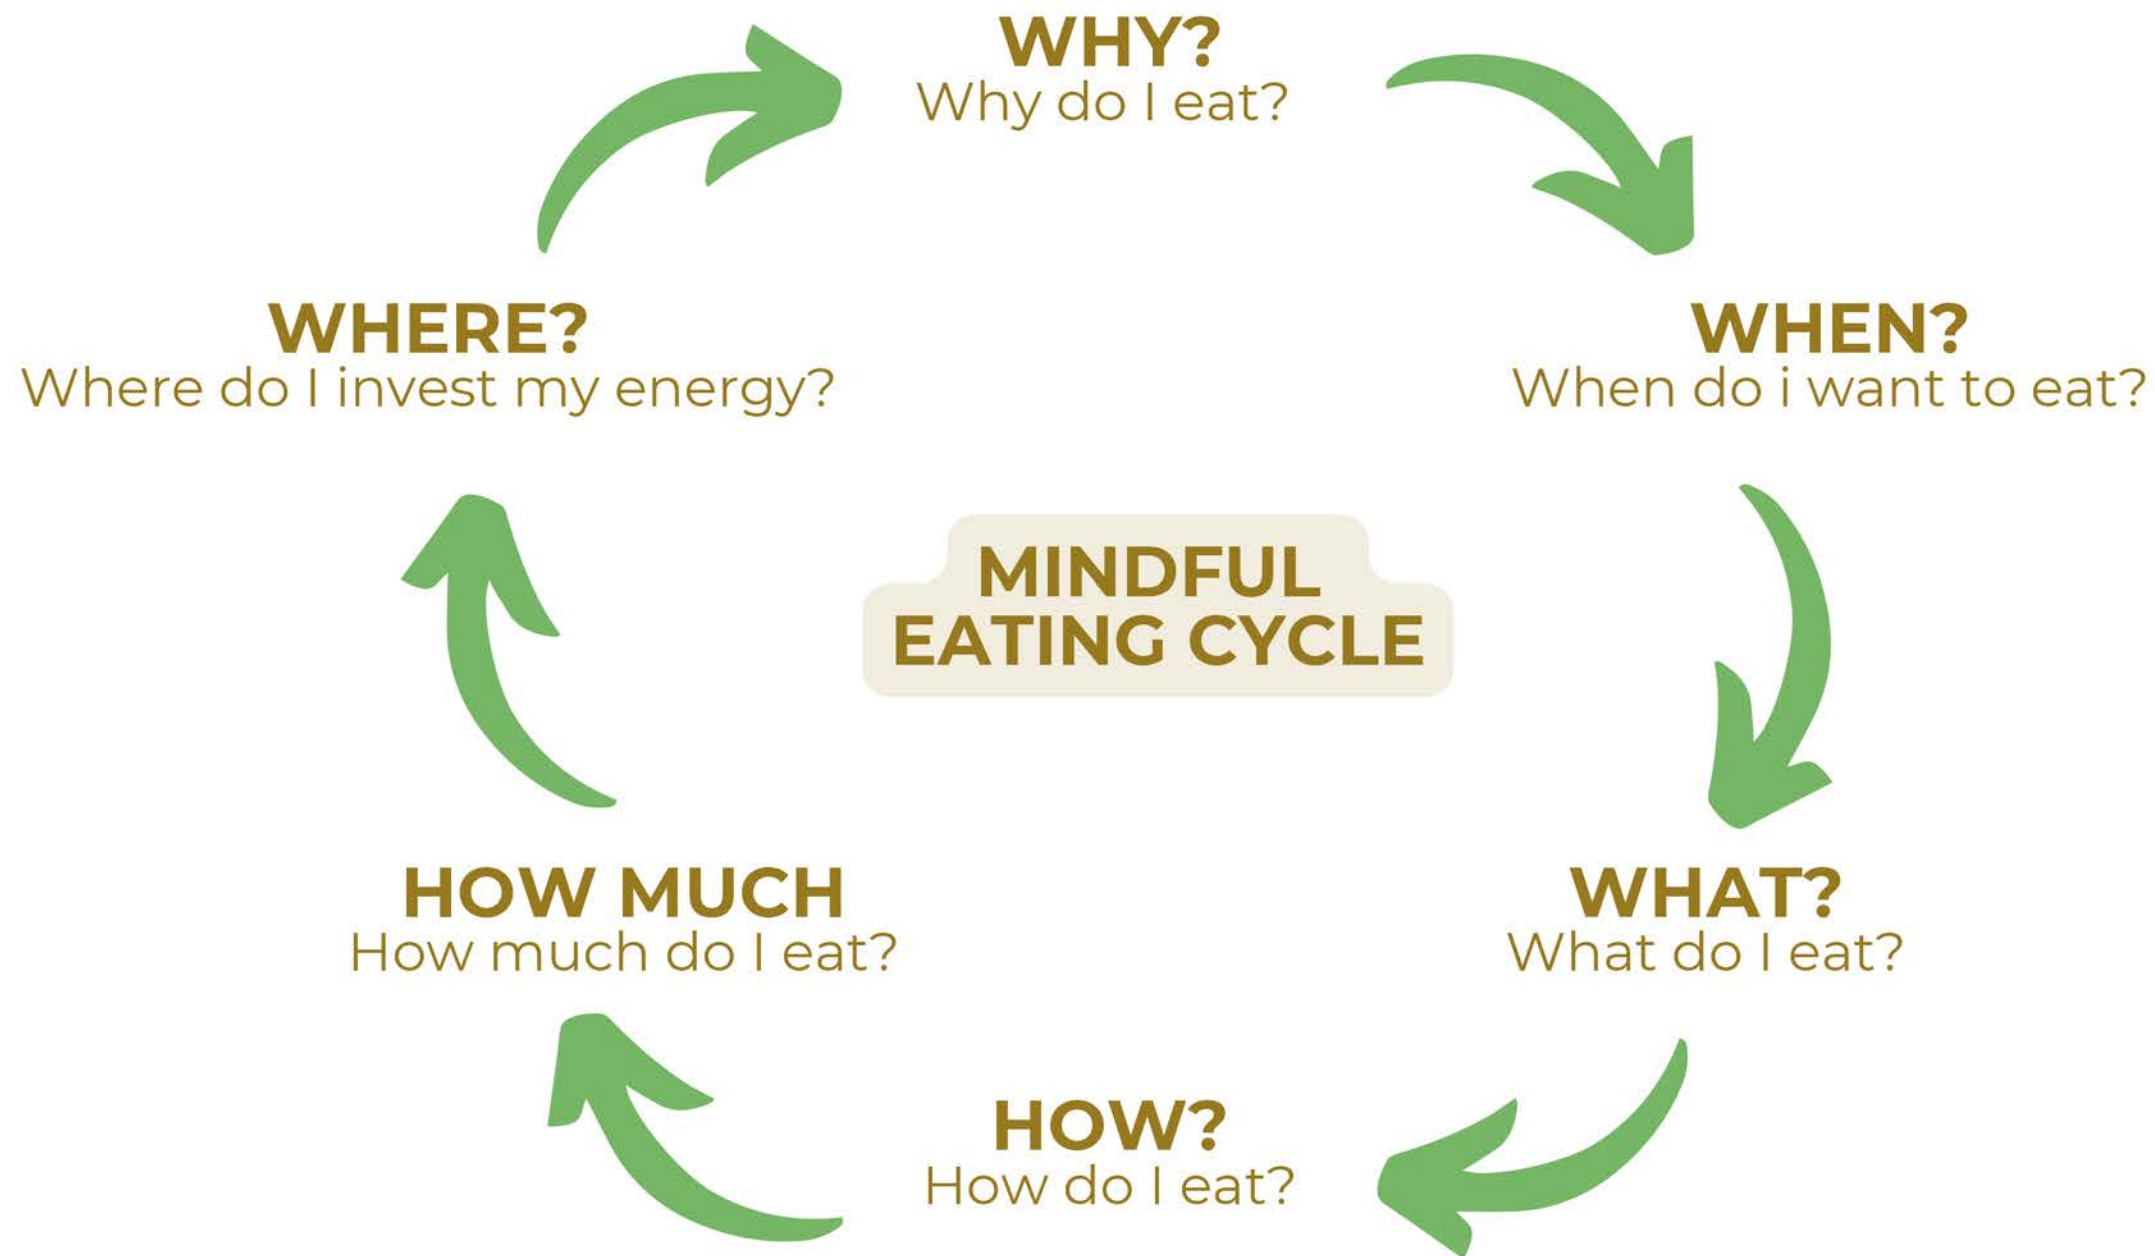 WHY?
Why do I eat?
WHEN?
When do i want to eat?
WHAT?
What do I eat?
HOW?
How do I eat?
HOW MUCH
How much do I eat?
WHERE?
Where do I invest my energy?
MINDFUL
EATING CYCLE